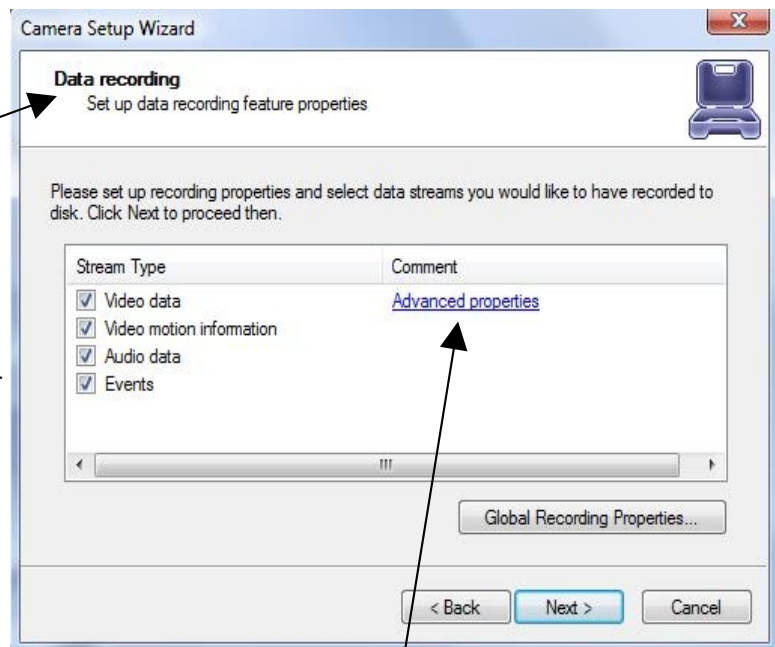 Camera Setup Wizard
Data recording
Set up data recording feature properties
Please set up recording properties and select data streams you would like to have recorded to
disk. Click Next to proceed then.
Stream Type Comment
Video data Advanced properties
Video motion information
Audio data
Events
Global Recording Properties...
< Back Next > Cancel